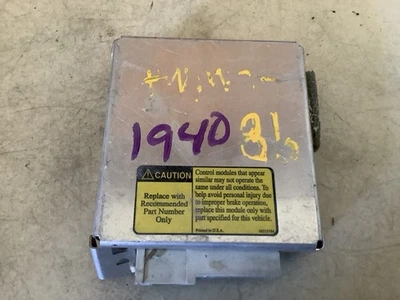 1940 86
CAUTION
Replace with
Recommended
Part Number
Only
Control modules that appear
similar may not operate the
same under all conditions. To
help avoid personal injury due
to improper brake operation,
replace this module only with
part specified for this vehicle.
Printed in U.S.A.